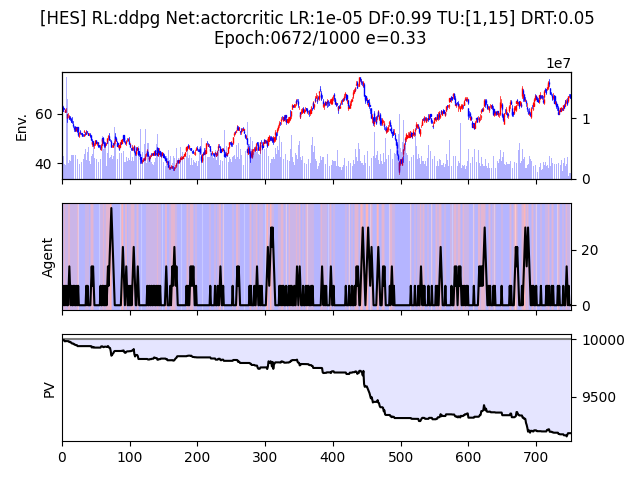 [HES] RL:ddpg Net:actorcritic LR:1e-05 DF:0.99 TU:[1,15] DRT:0.05
Epoch:0672/1000 e=0.33
1e7
Env.
60
40
1
0
Agent
20
0
PV
10000
9500
0 100 200 300 400 500 600 700